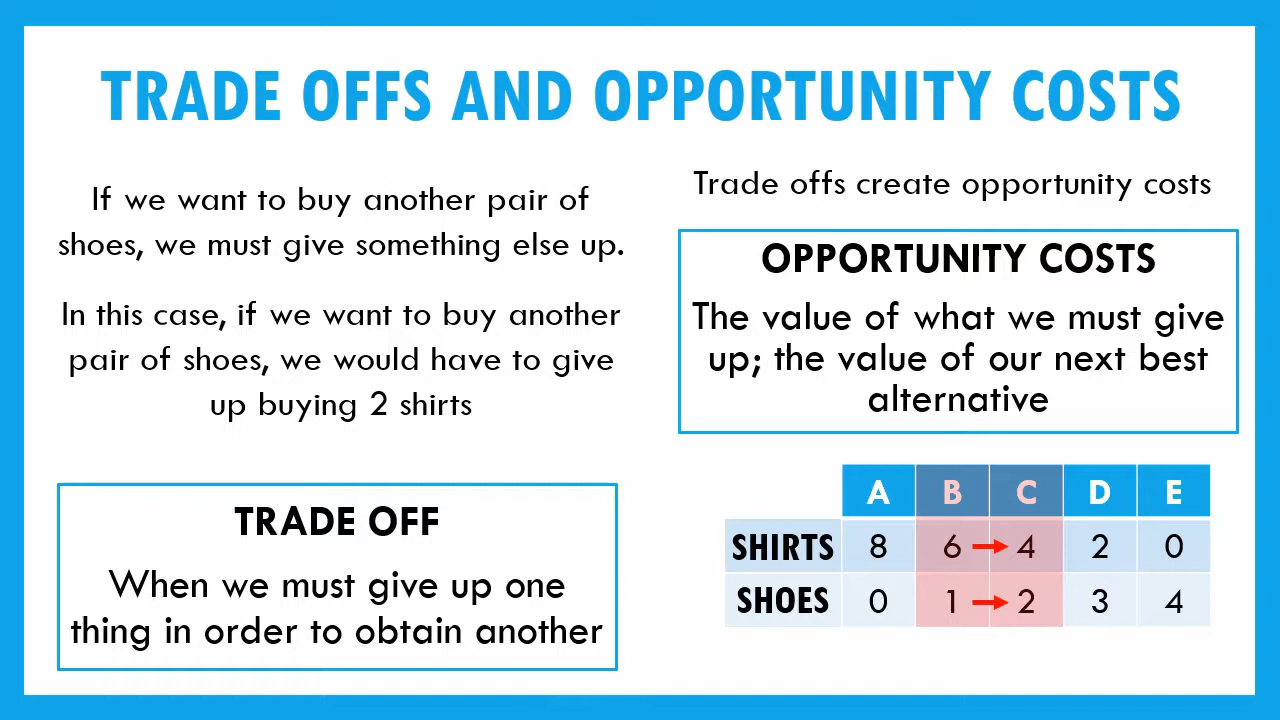 TRADE OFFS AND OPPORTUNITY COSTS
If we want to buy another pair of
shoes, we must give something else up.
In this case, if we want to buy another
pair of shoes, we would have to give
up buying 2 shirts
TRADE OFF
When we must give up one
thing in order to obtain another
Trade offs create opportunity costs
OPPORTUNITY COSTS
The value of what we must give
up; the value of our next best
alternative
A B C D E
SHIRTS 8 6 4 2 0
SHOES 0 1 2 3 4